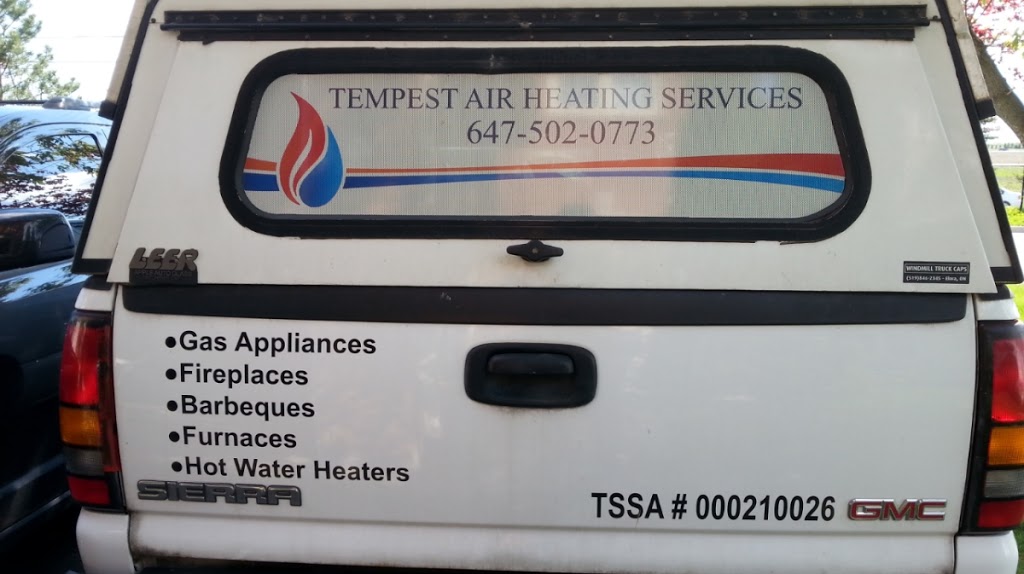 TEMPEST AIR HEATING SERVICES
647-502-0773
LEER
WINDMILL TRUCK CAPS
•Gas Appliances
•Fireplaces
•Barbeques
•Furnaces
•Hot Water Heaters
SIERRA
TSSA # 000210026 GMC